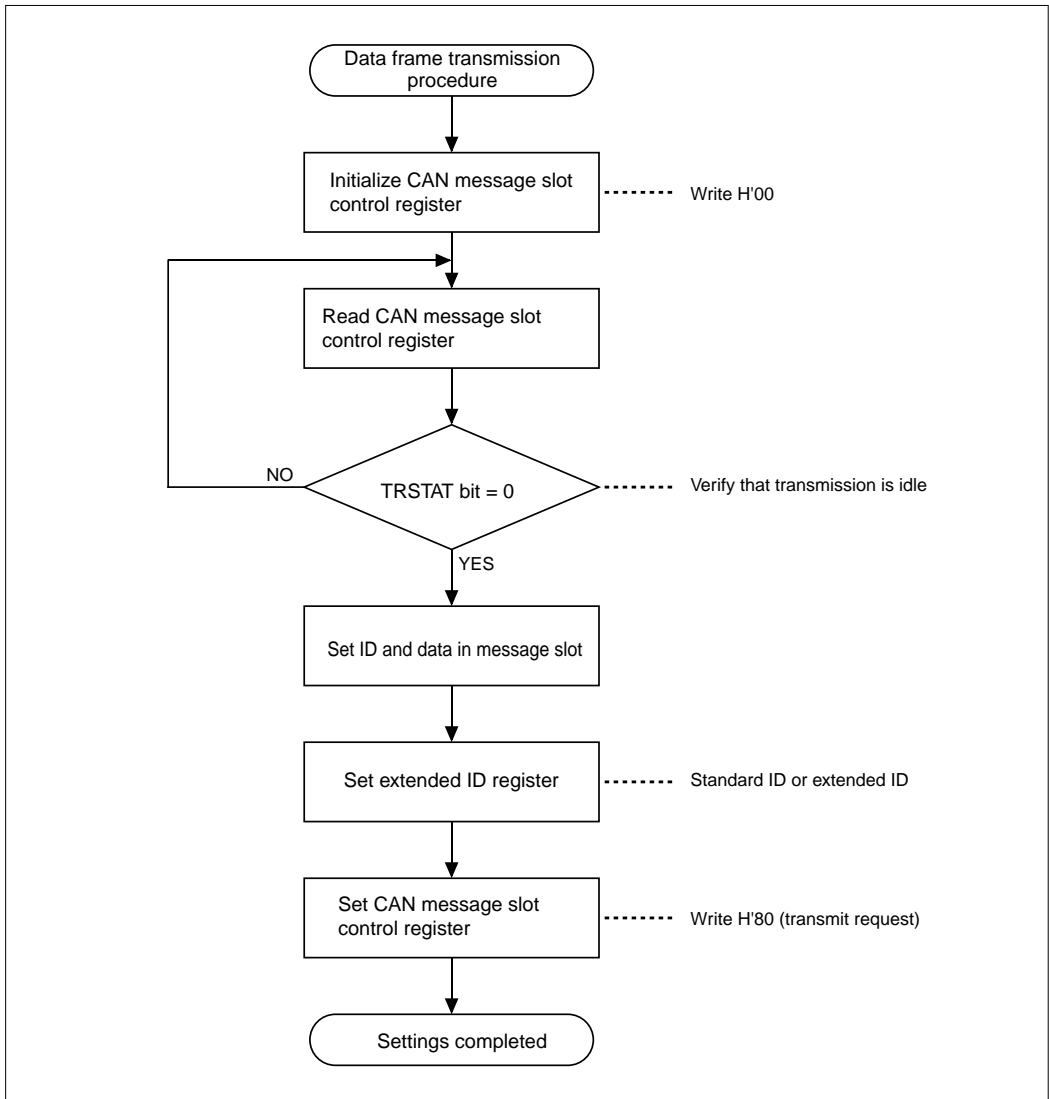 Data frame transmission
procedure
Initialize CAN message slot
control register
Write H'00
Read CAN message slot
control register
NO
TRSTAT bit = 0
Verify that transmission is idle
YES
Set ID and data in message slot
Set extended ID register
Standard ID or extended ID
Set CAN message slot
control register
Write H'80 (transmit request)
Settings completed